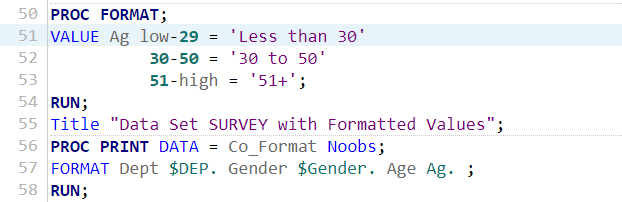 50 PROC FORMAT;
51 VALUE Ag low-29 = 'Less than 30'
52 30-50 = '30 to 50'
53 51-high = '51+';
54 RUN;
55 Title "Data Set SURVEY with Formatted Values";
56 PROC PRINT DATA = Co_Format Noobs;
57 FORMAT Dept $DEP. Gender $Gender. Age Ag. ;
58 RUN;